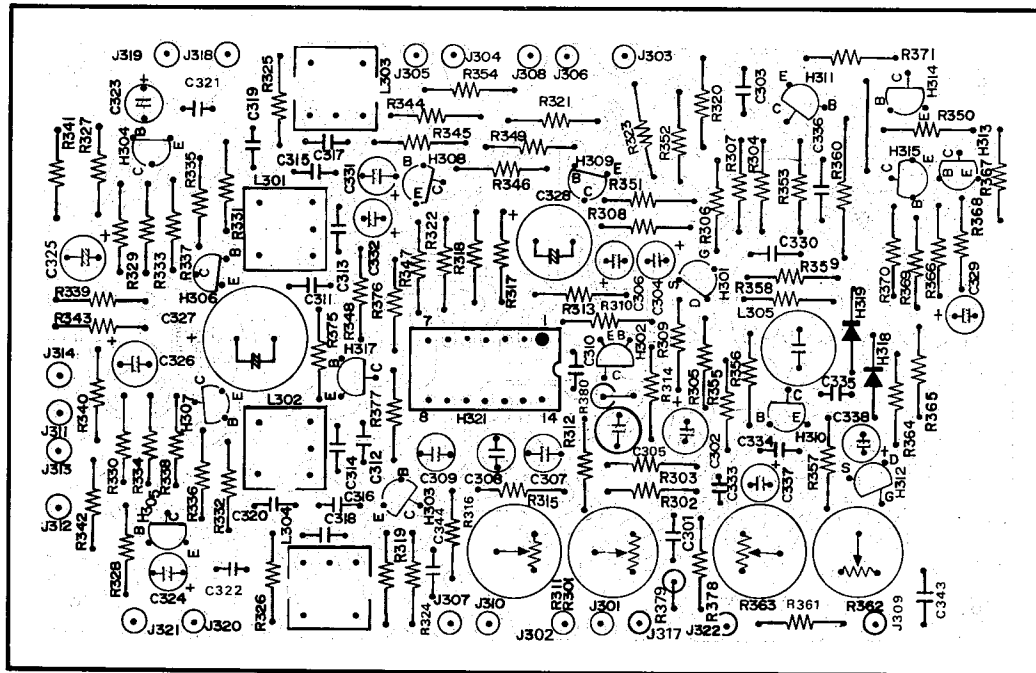 J319 J318 R325 L303 J305 J304 J308 J306 J303 R371
C323 C321 C319 R354 R344 R321 R320 C303 E H311 C H314
+ B B
R341 R327 H304 B E R335 C317 R345 R349 R323 R352 C B C336 R360 E R350 H313
C C315 C331 B H308 R346 H309 E R307 R304 R353 H315 C E
L301 R331 + E C C328 B C R351 B C R367
C325 + R329 R333 R337 C313 C332 + R347 R322 R318 + R317 R308 R306 E B E R368
C B + G C330
H306 E C311 R348 R376 C306 C304 S H301 R359 R370 R369 R366 C329
R339 R310 D R358 H319 +
R343 C327 R375 R313 L305
C326 + 7 1 C310 E B H302 R309 H318
J314 H317 B C C R314 R305 R355 R356 C335
J311 R340 H307 C E B L302 E R377 8 H321 14 R380 + C B E H310 C338 R364 R365
J313 R312 C302 C334 + D
R330 R334 R338 R336 R332 C314 C312 C309 C308 C307 C305 R303 C333 C337 R357 S H312 G
J312 R342 H305 C320 C316 B H303 C R315 R302
B C E L304 C318 E C344 R316 C301
R328 + R319
C324 C322 R326 R324 J307 J310 R311 R301 J301 R379 R378 R363 R361 R362 J309 C343
J321 J320 J302 J317 J322